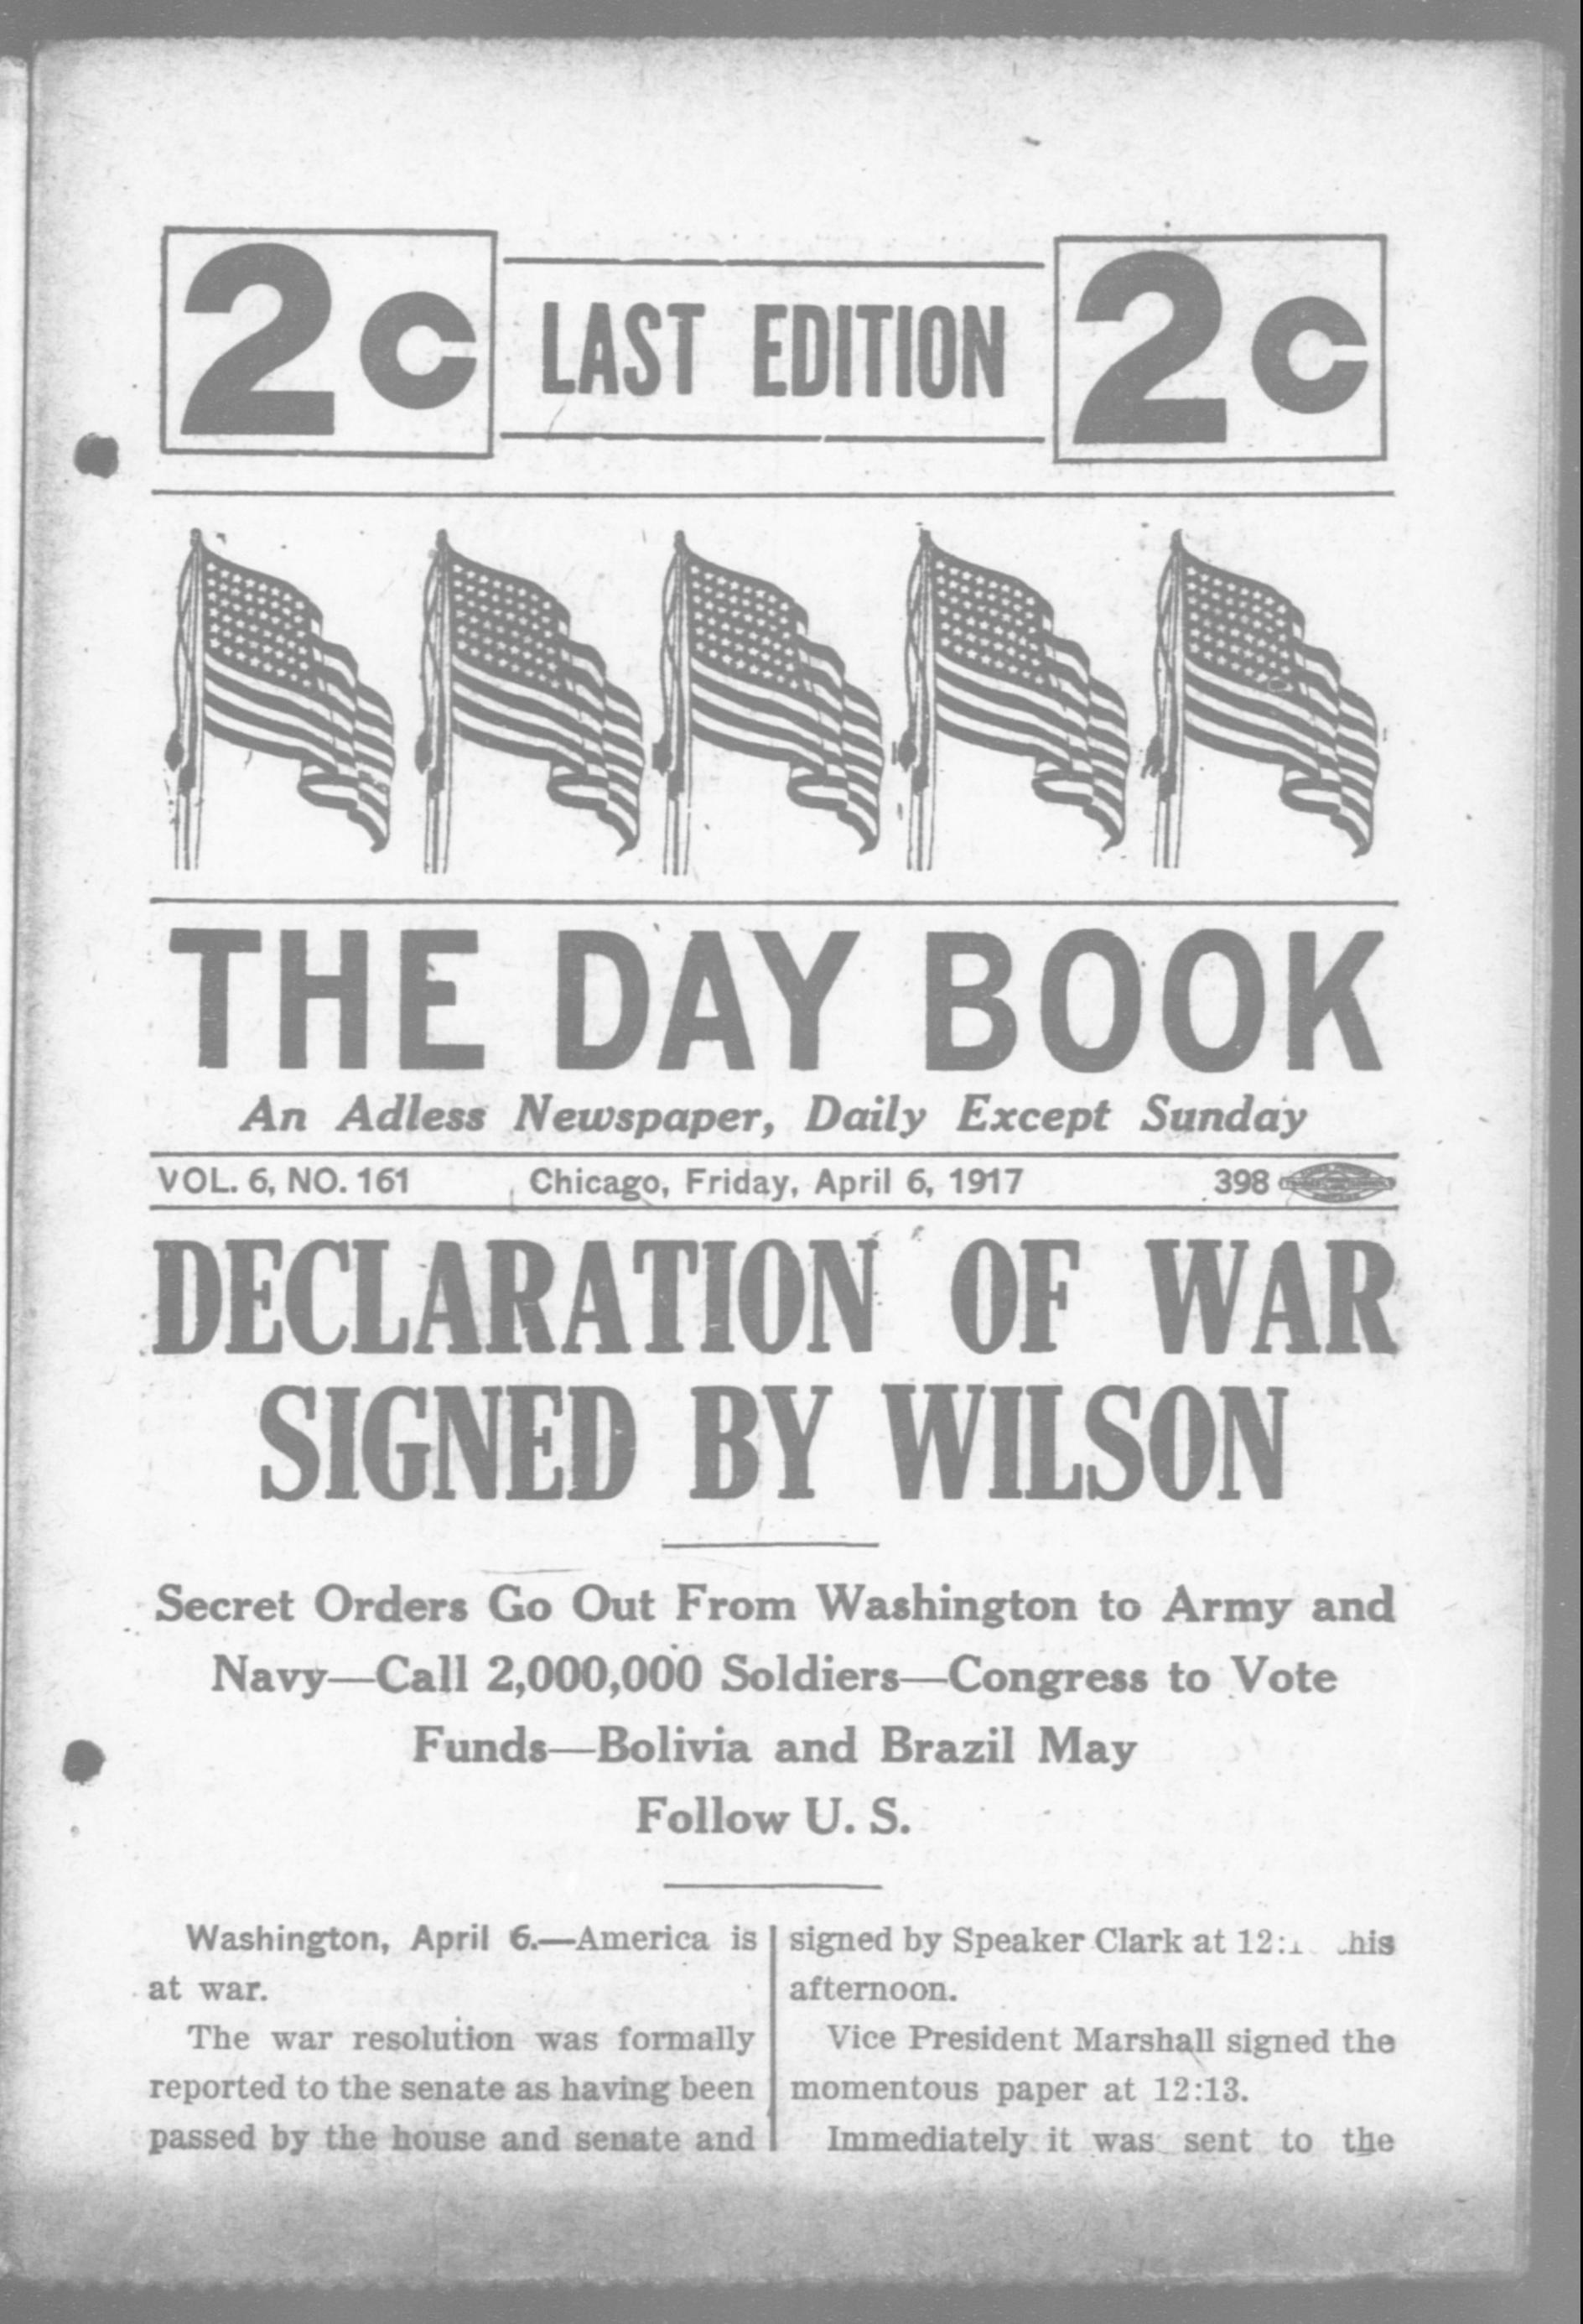 2c LAST EDITION 2c
THE DAY BOOK
An Adless Newspaper, Daily Except Sunday
VOL. 6, NO. 161 Chicago, Friday, April 6, 1917 398
DECLARATION OF WAR
SIGNED BY WILSON
Secret Orders Go Out From Washington to Army and
Navy—Call 2,000,000 Soldiers—Congress to Vote
Funds—Bolivia and Brazil May
Follow U. S.
Washington, April 6.—America is
at war.
The war resolution was formally
reported to the senate as having been
passed by the house and senate and
signed by Speaker Clark at
afternoon.
Vice President Marshall signed the
momentous paper at 12:13.
Immediately it was sent to the